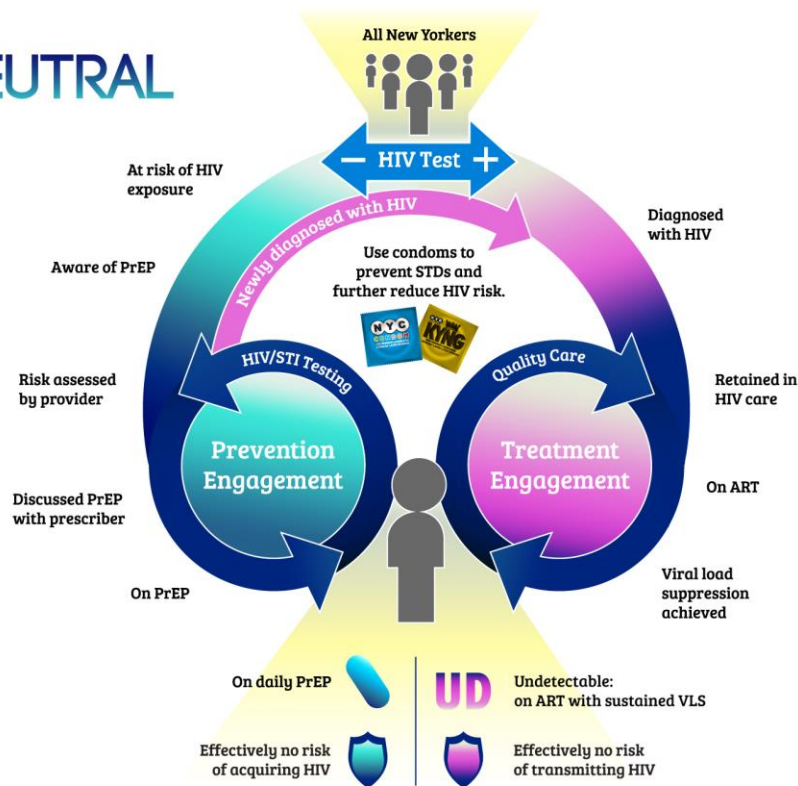 EUTRAL
All New Yorkers
− HIV Test +
At risk of HIV
exposure
Newly diagnosed with HIV
Diagnosed
with HIV
Aware of PrEP
Use condoms to
prevent STDs and
further reduce HIV risk.
NYC
CONDOM
KYNG
HIV/STI Testing
Quality Care
Risk assessed
by provider
Retained in
HIV care
Prevention
Engagement
Treatment
Engagement
Discussed PrEP
with prescriber
On ART
On PrEP
Viral load
suppression
achieved
On daily PrEP
UD
Undetectable:
on ART with sustained VLS
Effectively no risk
of acquiring HIV
Effectively no risk
of transmitting HIV